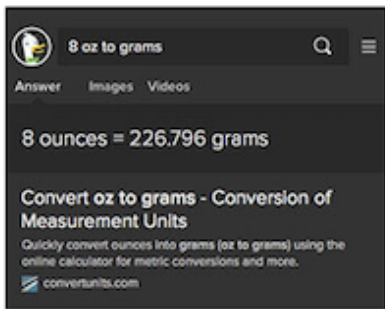 8 oz to grams
Answer Images Videos
8 ounces = 226.796 grams
Convert oz to grams - Conversion of
Measurement Units
Quickly convert ounces into grams (oz to grams) using the
online calculator for metric conversions and more.
convertunits.com